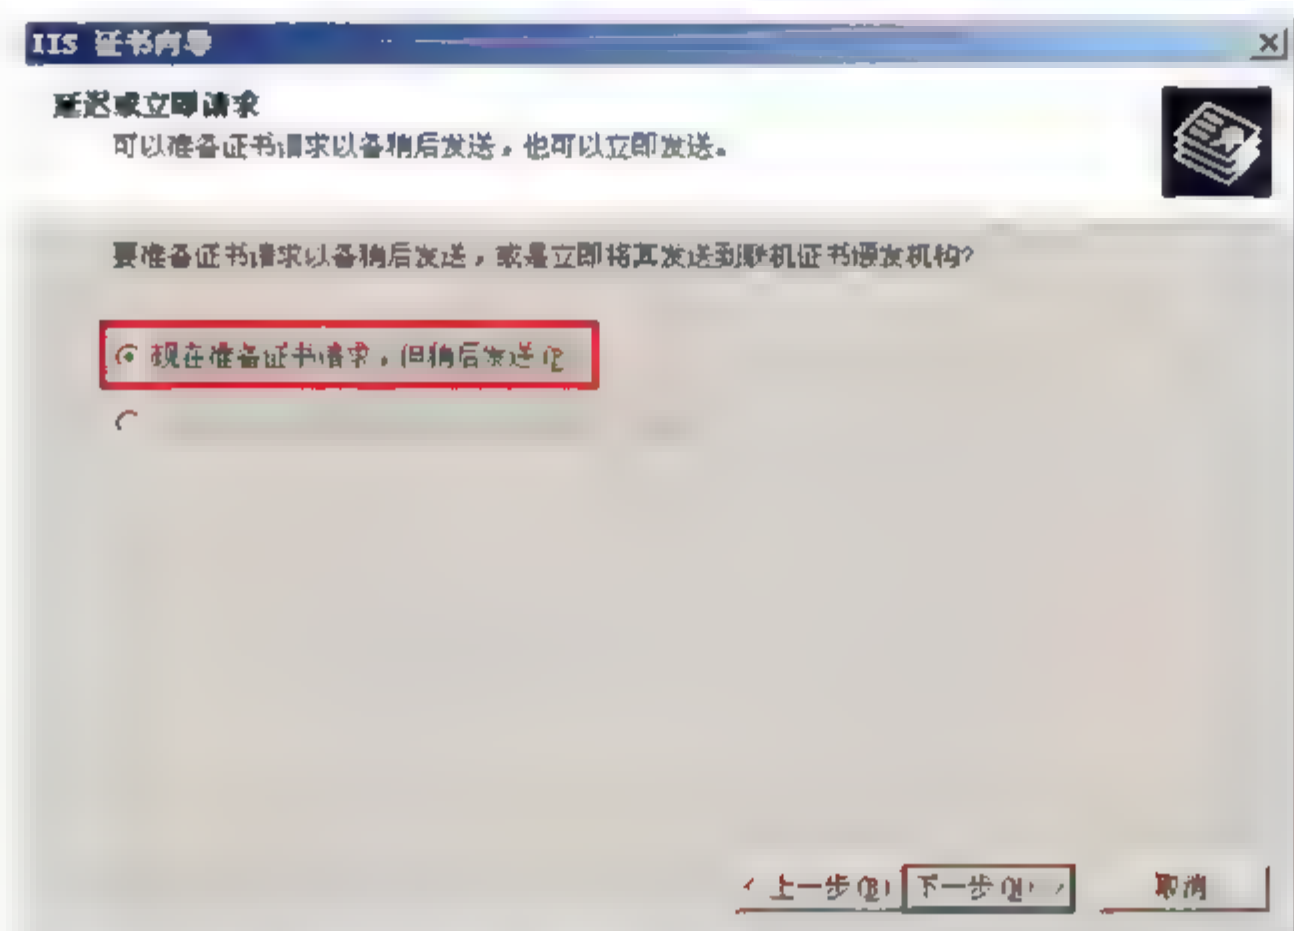 IIS 证书向导
延迟或立即请求
可以准备证书请求以备稍后发送，也可以立即发送。
要准备证书请求以备稍后发送，或是立即将其发送到联机证书颁发机构?
现在准备证书请求，但稍后发送(P
< 上一步(B) 下一步(N) > 取消